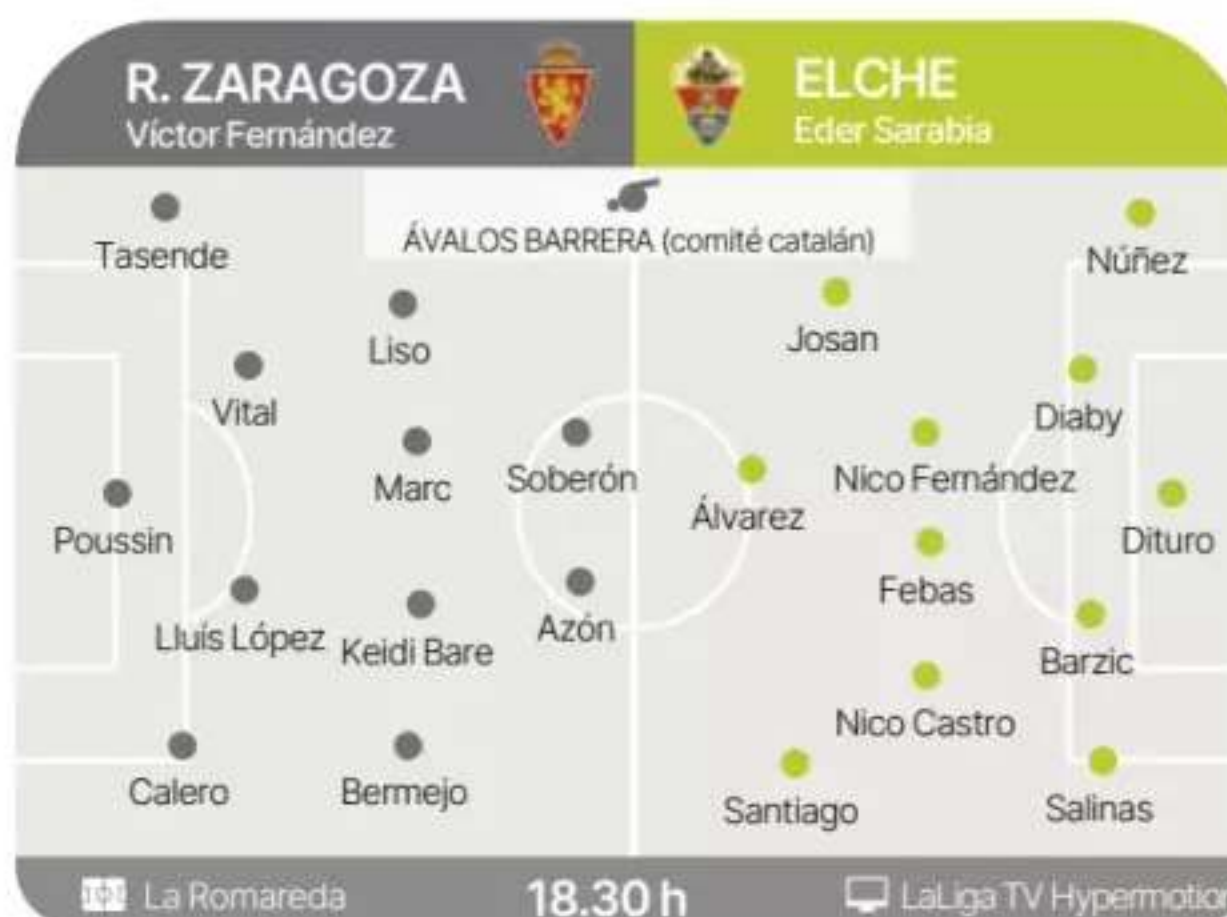 R. ZARAGOZA
Víctor Fernández
ELCHE
Eder Sarabia
ÁVALOS BARRERA (comité catalán)
Tasende
Núñez
Liso
Josan
Vital
Diaby
Marc
Soberón
Nico Fernández
Álvarez
Poussin
Dituro
Febas
Lluís López
Keidi Bare
Azón
Barzic
Nico Castro
Calero
Bermejo
Santiago
Salinas
La Romareda
18.30 h
LaLiga TV Hypermotion